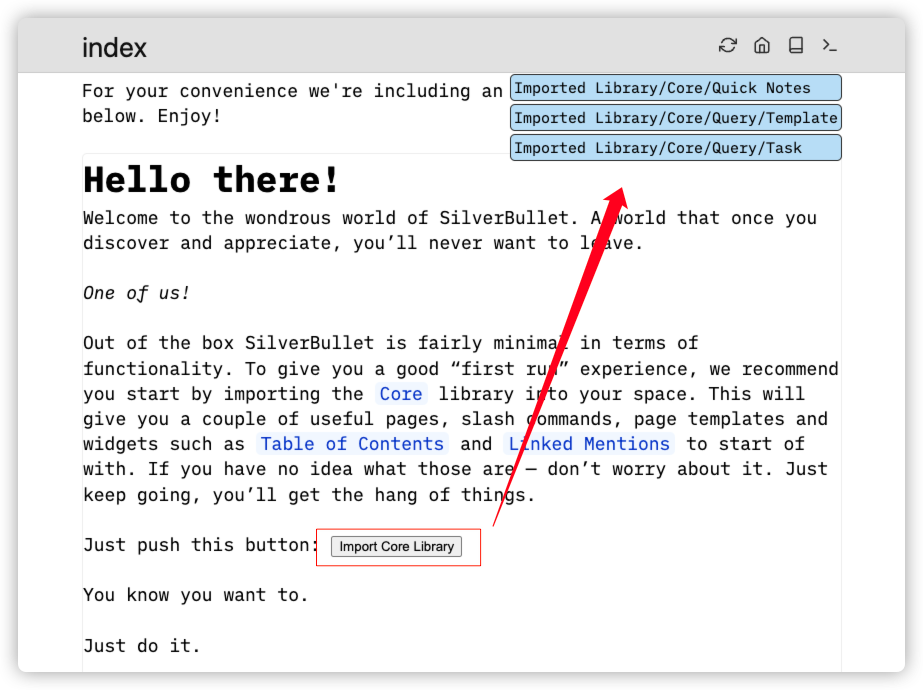 index
For your convenience we're including an
below. Enjoy!
Imported Library/Core/Quick Notes
Imported Library/Core/Query/Template
Imported Library/Core/Query/Task
Hello there!
Welcome to the wondrous world of SilverBullet. A world that once you
discover and appreciate, you’ll never want to leave.
One of us!
Out of the box SilverBullet is fairly minimal in terms of
functionality. To give you a good “first run” experience, we recommend
you start by importing the Core library into your space. This will
give you a couple of useful pages, slash commands, page templates and
widgets such as Table of Contents and Linked Mentions to start of
with. If you have no idea what those are — don’t worry about it. Just
keep going, you’ll get the hang of things.
Just push this button: Import Core Library
You know you want to.
Just do it.